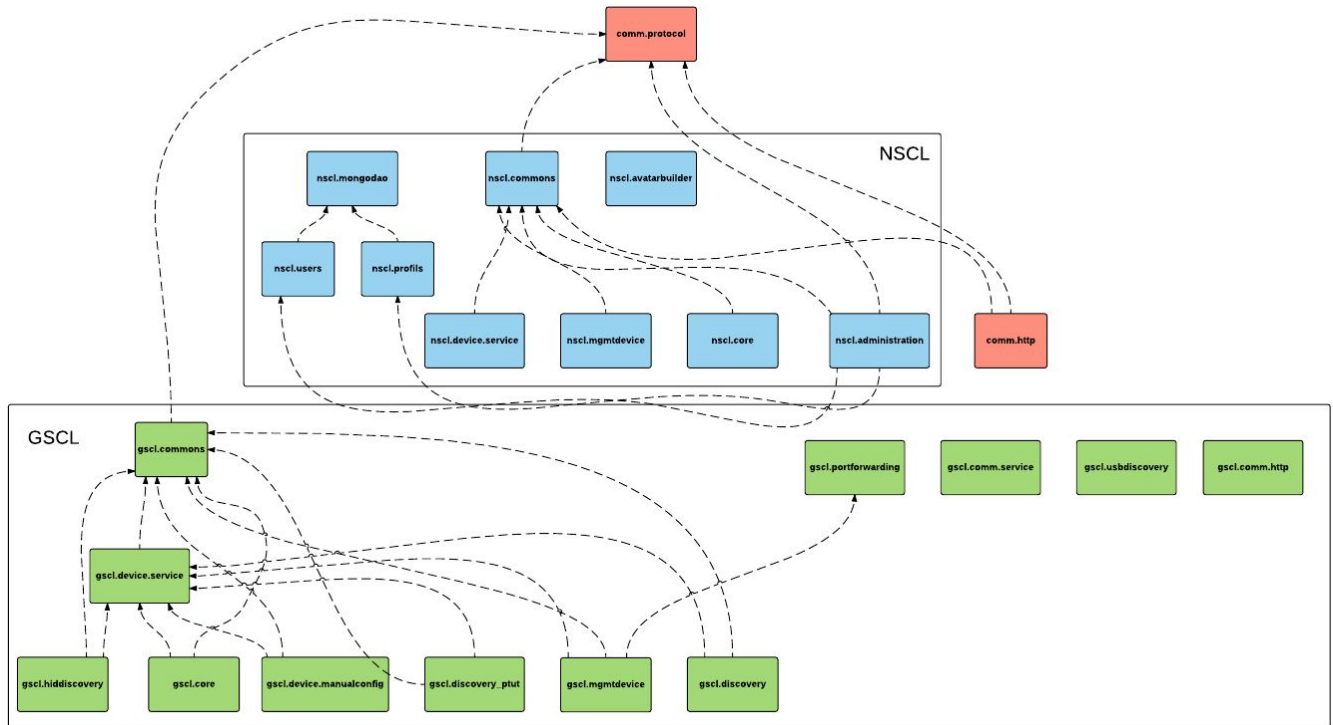 comm.protocol
NSCL
nscl.mongodao
nscl.commons
nscl.avatarbuilder
nscl.users
nscl.profils
nscl.device.service
nscl.mgmtdevice
nscl.core
nscl.administration
comm.http
GSCL
gscl.commons
gscl.portforwarding
gscl.comm.service
gscl.usbdiscovery
gscl.comm.http
gscl.device.service
gscl.hiddiscovery
gscl.core
gscl.device.manualconfig
gscl.discovery_ptut
gscl.mgmtdevice
gscl.discovery